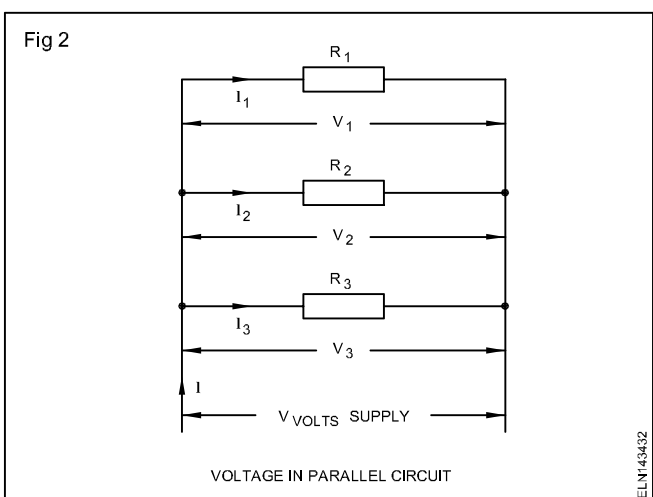 Fig 2
R1
I1
V1
R2
I2
V2
R3
I3
V3
I
V VOLTS SUPPLY
VOLTAGE IN PARALLEL CIRCUIT
ELN143432